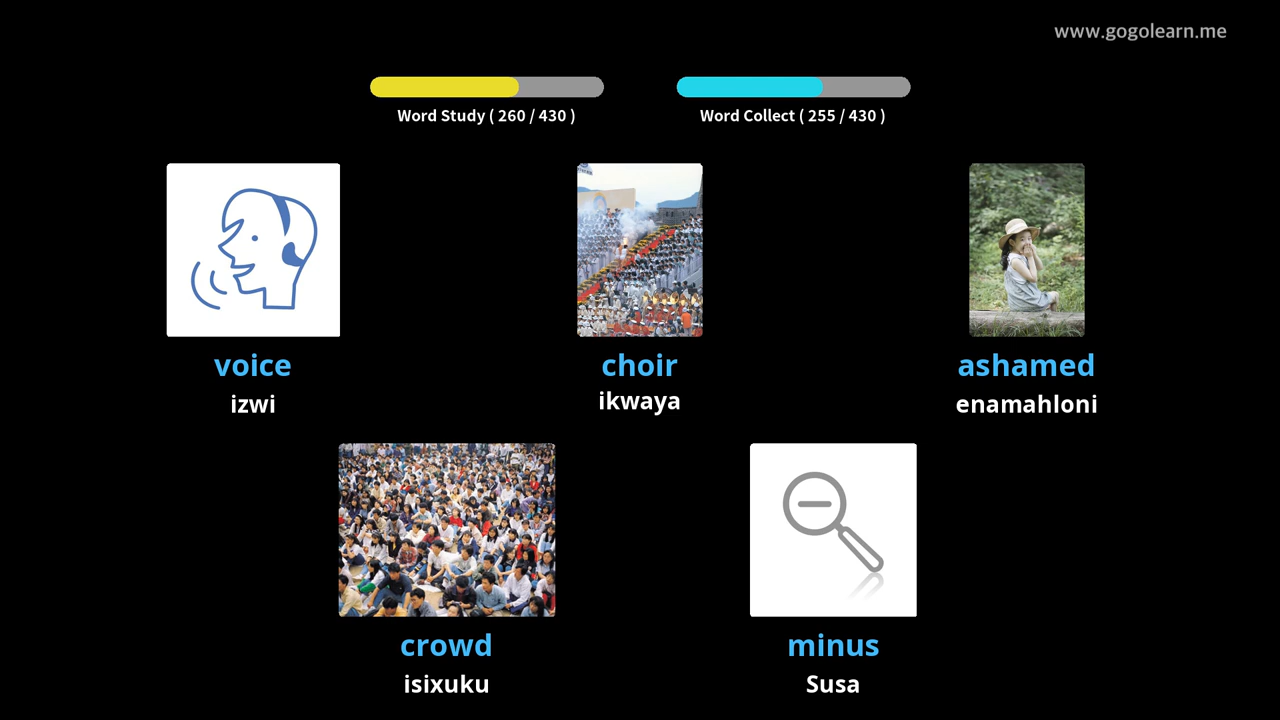 www.gogolearn.me
Word Study ( 260 / 430 )
Word Collect ( 255 / 430 )
voice
izwi
choir
ikwaya
ashamed
enamahloni
crowd
isixuku
minus
Susa